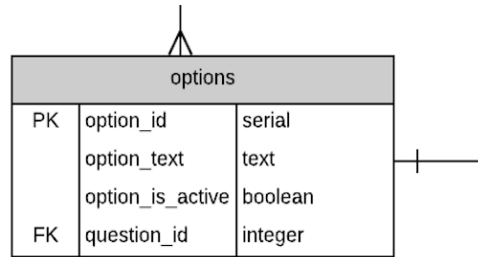 options
PK option_id serial
option_text text
option_is_active boolean
FK question_id integer